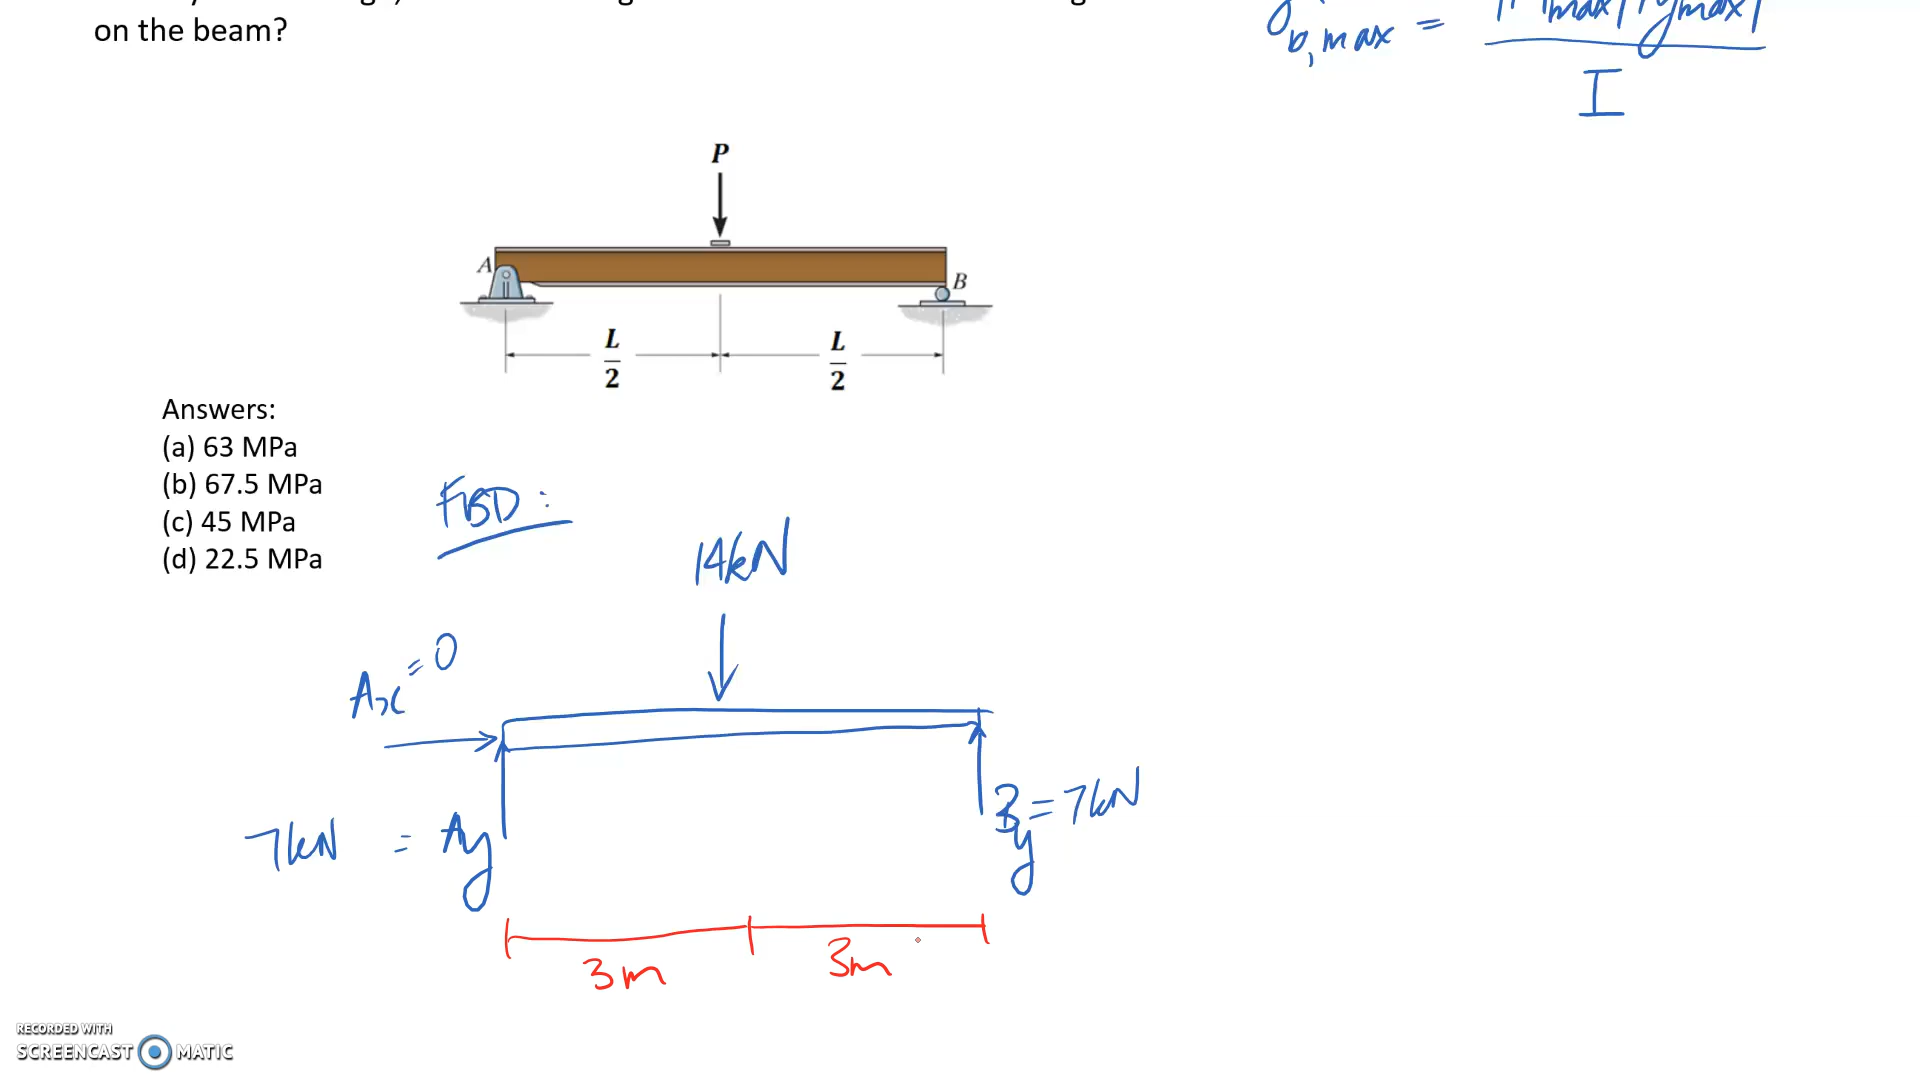 on the beam?
σb,max = |Mmax||ymax|
I
P
A
B
L/2
L/2
Answers:
(a) 63 MPa
(b) 67.5 MPa
(c) 45 MPa
(d) 22.5 MPa
FBD:
14kN
Ax = 0
7kN = Ay
By = 7kN
3m
3m
RECORDED WITH
SCREENCAST MATIC